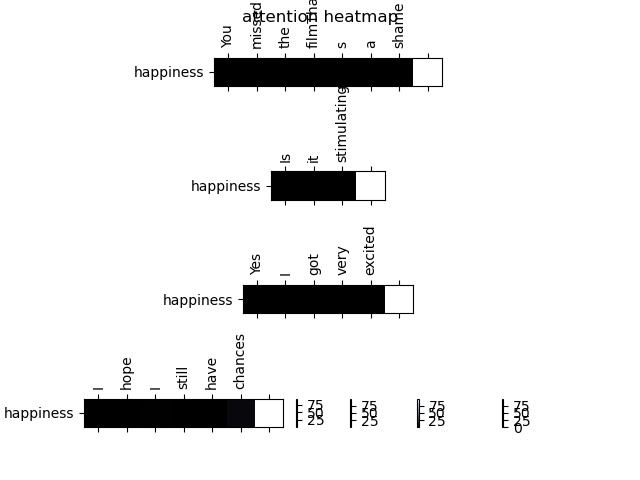 attention heatmap
You missed the filmTha s a shame
happiness
Is it stimulating
happiness
Yes I got very excited
happiness
I hope I still have chances
happiness
75 75 75 75
50 50 50 50
25 25 25 25
0